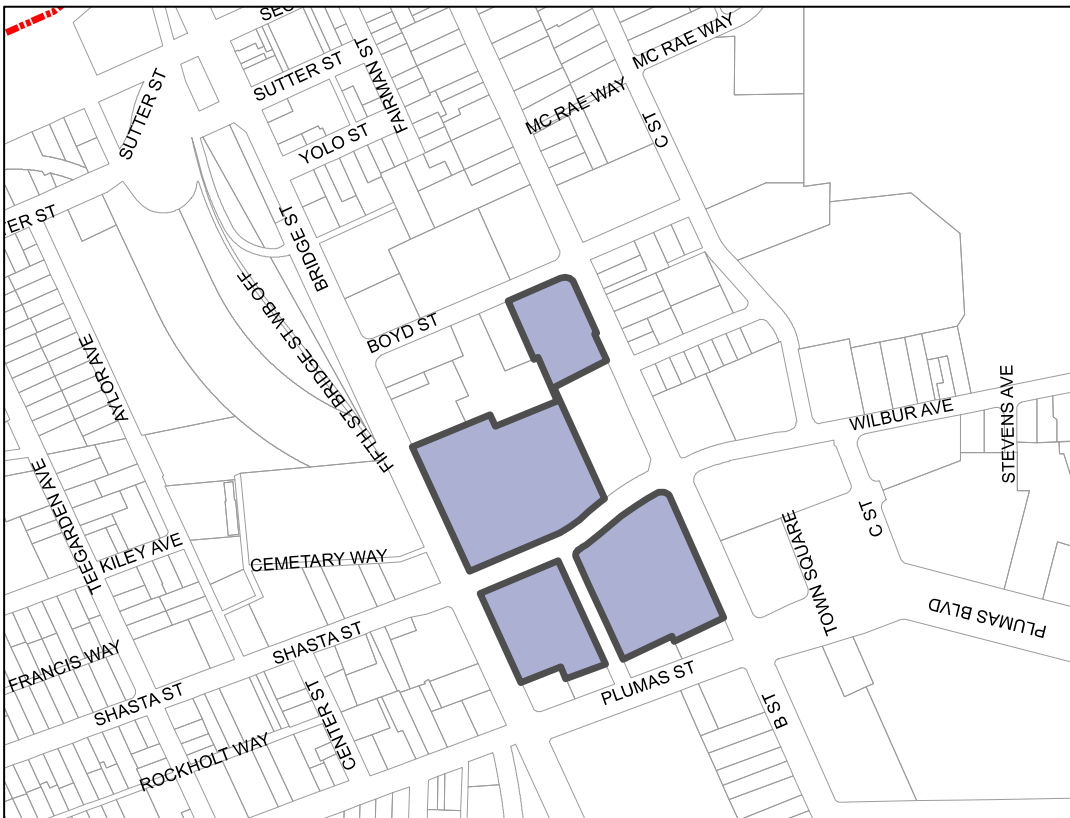 SUTTER ST
FAIRMAN ST
MC RAE WAY
SUTTER ST
MC RAE WAY
C ST
YOLO ST
TER ST
BRIDGE ST
FIFTH ST BRIDGE ST WB OFF
BOYD ST
AYLOR AVE
WILBUR AVE
STEVENS AVE
TEEGARDEN AVE
C ST
KILEY AVE
CEMETARY WAY
TOWN SQUARE
PLUMAS BLVD
FRANCIS WAY
SHASTA ST
SHASTA ST
PLUMAS ST
CENTER ST
B ST
ROCKHOLT WAY